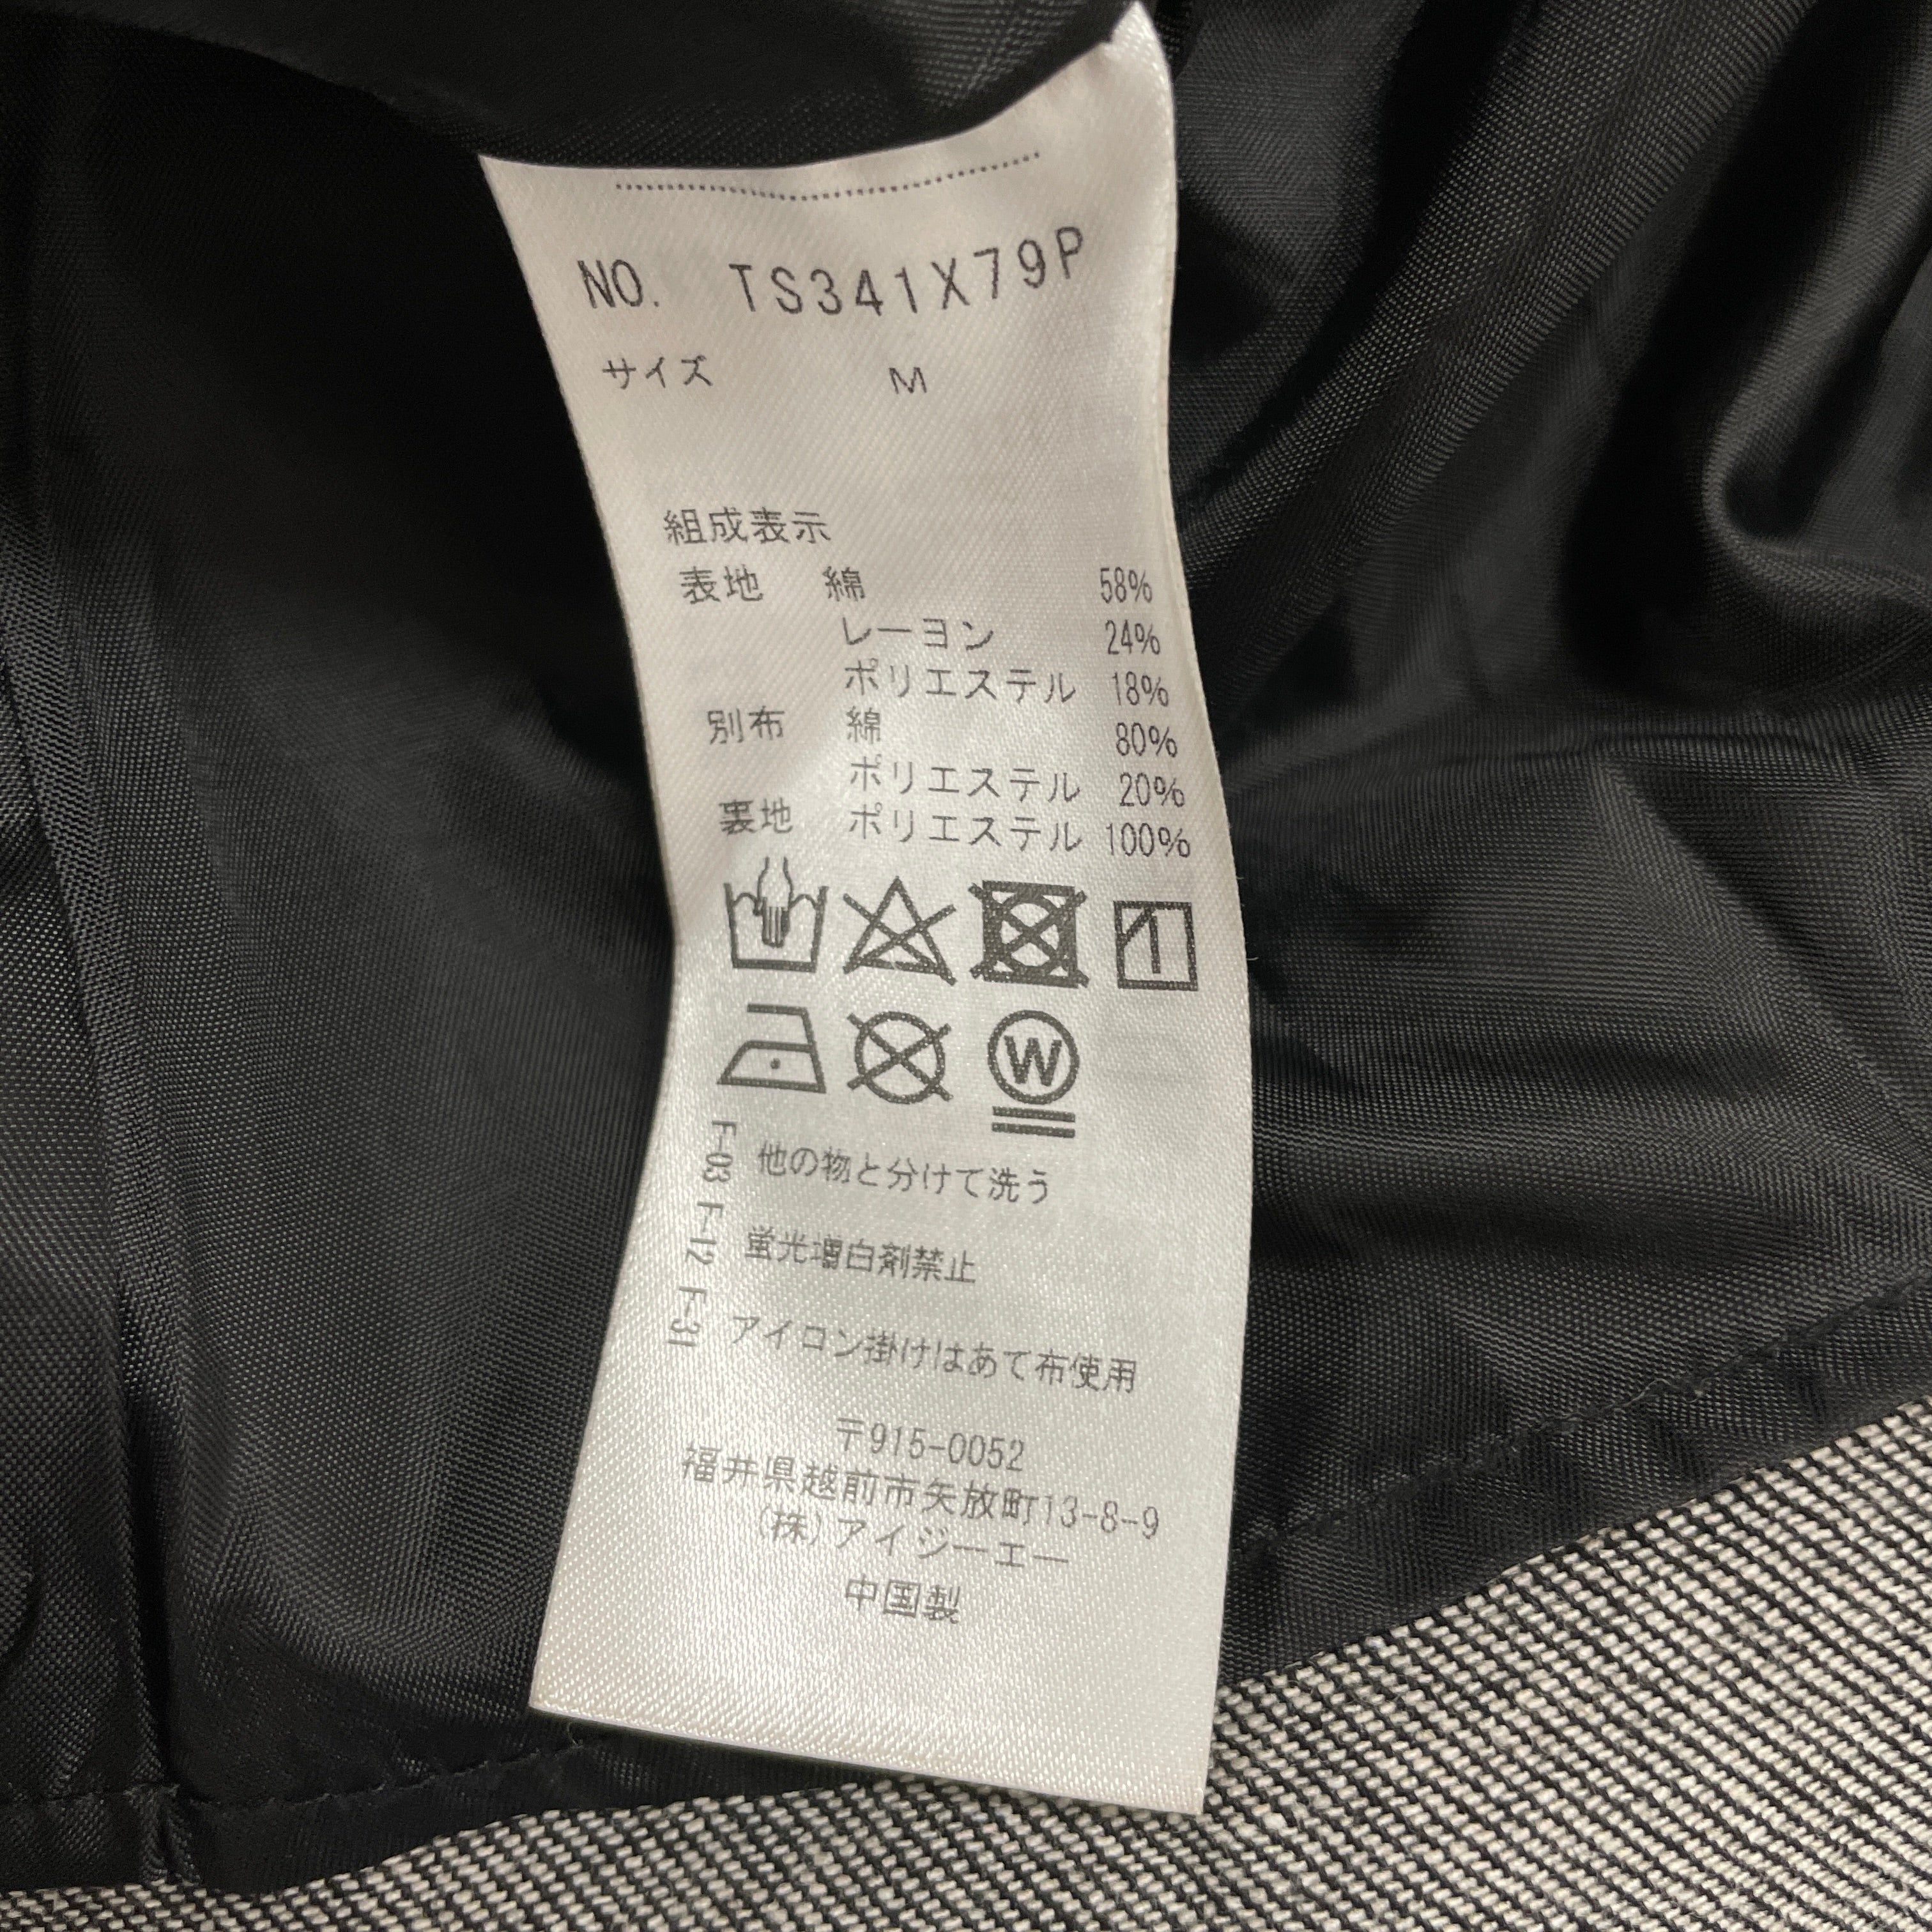 NO. TS341X79P
サイズ M
組成表示
表地 綿 58%
レーヨン 24%
ポリエステル 18%
別布 綿 80%
ポリエステル 20%
裏地 ポリエステル 100%
W
F-03 F-12 F-31
他の物と分けて洗う
蛍光増白剤禁止
アイロン掛けはあて布使用
〒915-0052
福井県越前市矢放町13-8-9
(株)アイジーエー
中国製